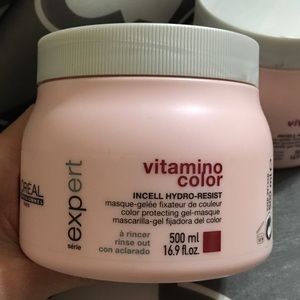 vitamino
color
INCELL HYDRO-RESIST
masque-gelée fixateur de couleur
color protecting gel-masque
mascarilla-gel fijadora del color
à rincer
rinse out
con aclarado
500 ml
16.9 fl.oz.
série expert
ORÉAL